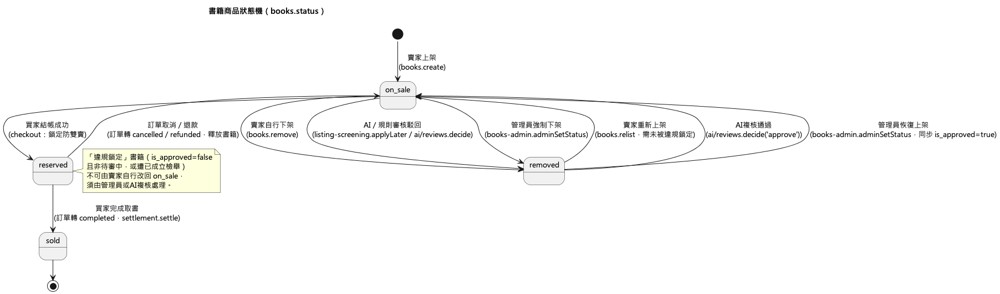 書籍商品狀態機（books.status）
賣家上架
(books.create)
on_sale
買家結帳成功
(checkout：鎖定防雙賣)
訂單取消 / 退款
(訂單轉 cancelled / refunded，釋放書籍)
賣家自行下架
(books.remove)
AI / 規則審核駁回
(listing-screening.applyLater / ai/reviews.decide)
管理員強制下架
(books-admin.adminSetStatus)
賣家重新上架
(books.relist，需未被違規鎖定)
AI複核通過
(ai/reviews.decide('approve'))
管理員恢復上架
(books-admin.adminSetStatus，同步 is_approved=true)
reserved
「違規鎖定」書籍（is_approved=false
且非待審中，或遭已成立檢舉）
不可由賣家自行改回 on_sale，
須由管理員或AI複核處理。
removed
買家完成取書
(訂單轉 completed，settlement.settle)
sold